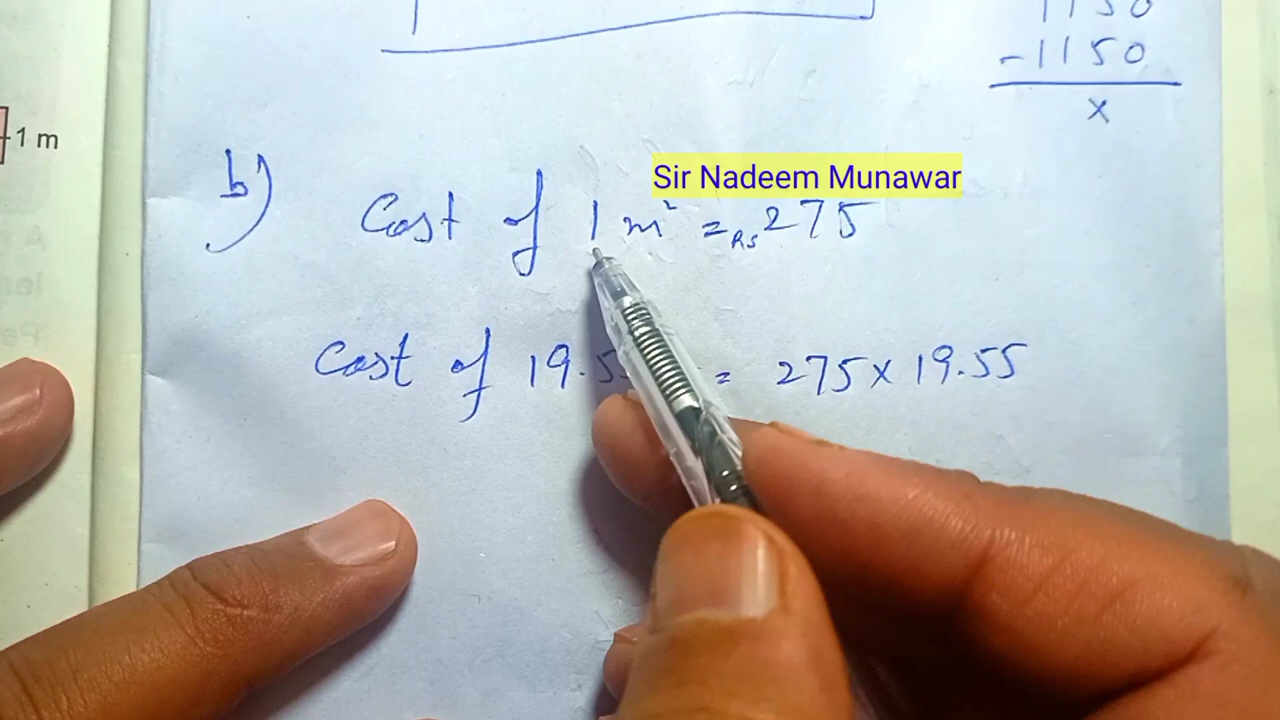 1150
-1150
x
1 m
b)
Sir Nadeem Munawar
Cost of 1 m² = Rs 275
Cost of 19.5 = 275 x 19.55